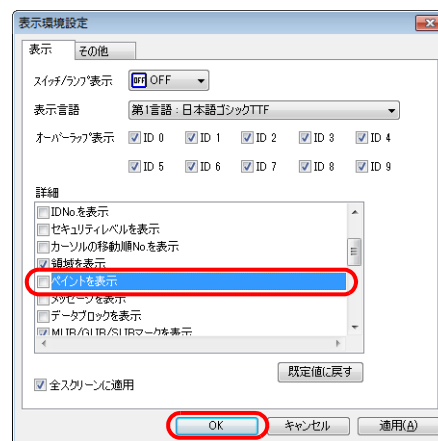 表示環境設定
表示 その他
スイッチ/ランプ表示 OFF OFF
表示言語 第1言語:日本語ゴシックTTF
オーバーラップ表示 ID 0 ID 1 ID 2 ID 3 ID 4
ID 5 ID 6 ID 7 ID 8 ID 9
詳細
IDNo.を表示
セキュリティレベルを表示
カーソルの移動順No.を表示
領域を表示
ペイントを表示
メッセージを表示
データブロックを表示
MLIB/GLIB/SLIBマークを表示
既定値に戻す
全スクリーンに適用
OK キャンセル 適用(A)